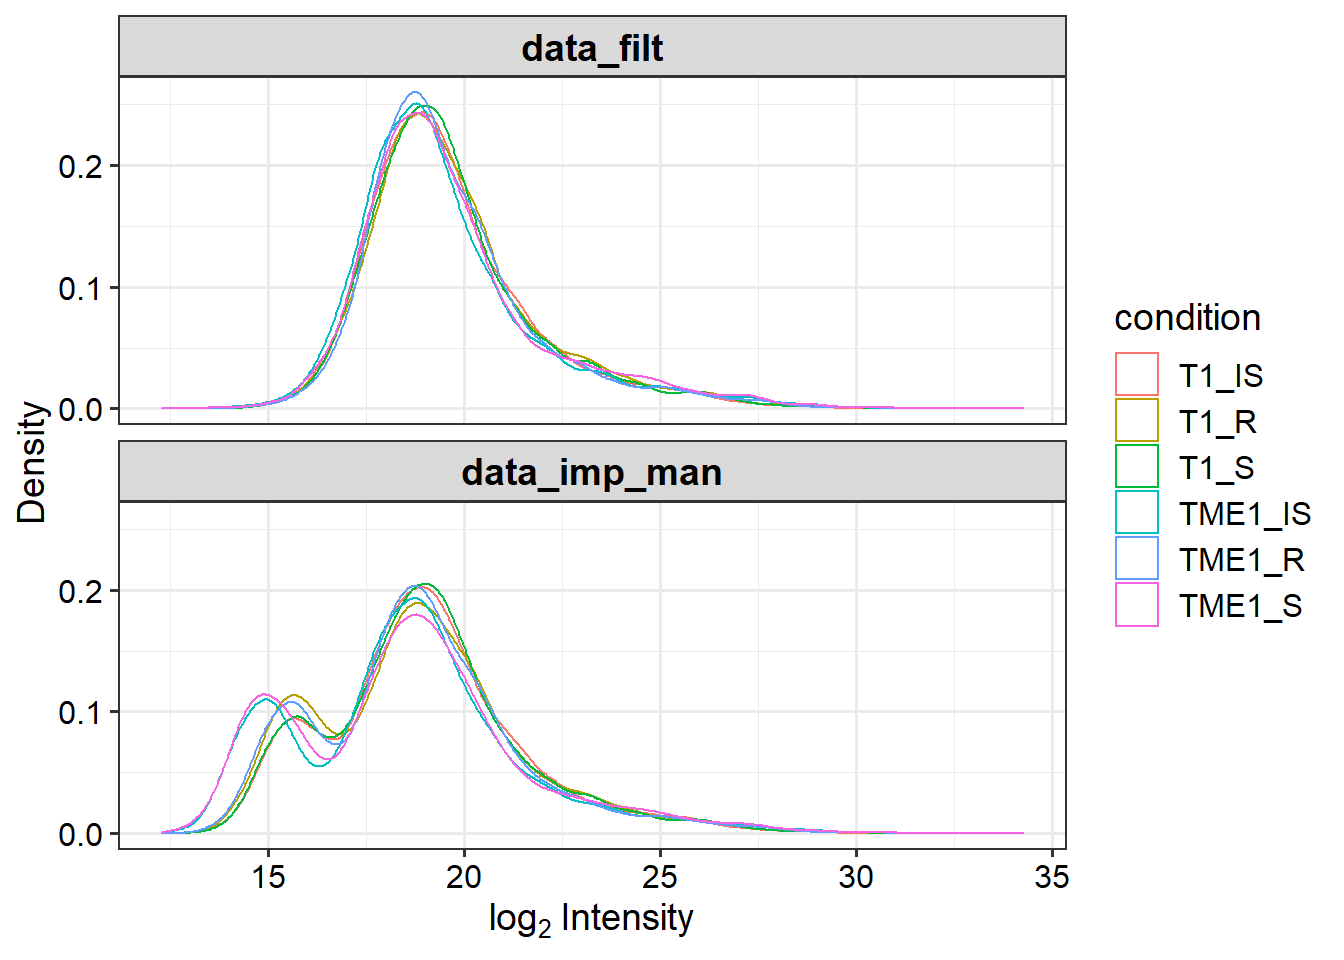 data_filt
0.2
0.1
0.0
Density
data_imp_man
0.2
0.1
0.0
15 20 25 30 35
log₂ Intensity
condition
T1_IS
T1_R
T1_S
TME1_IS
TME1_R
TME1_S